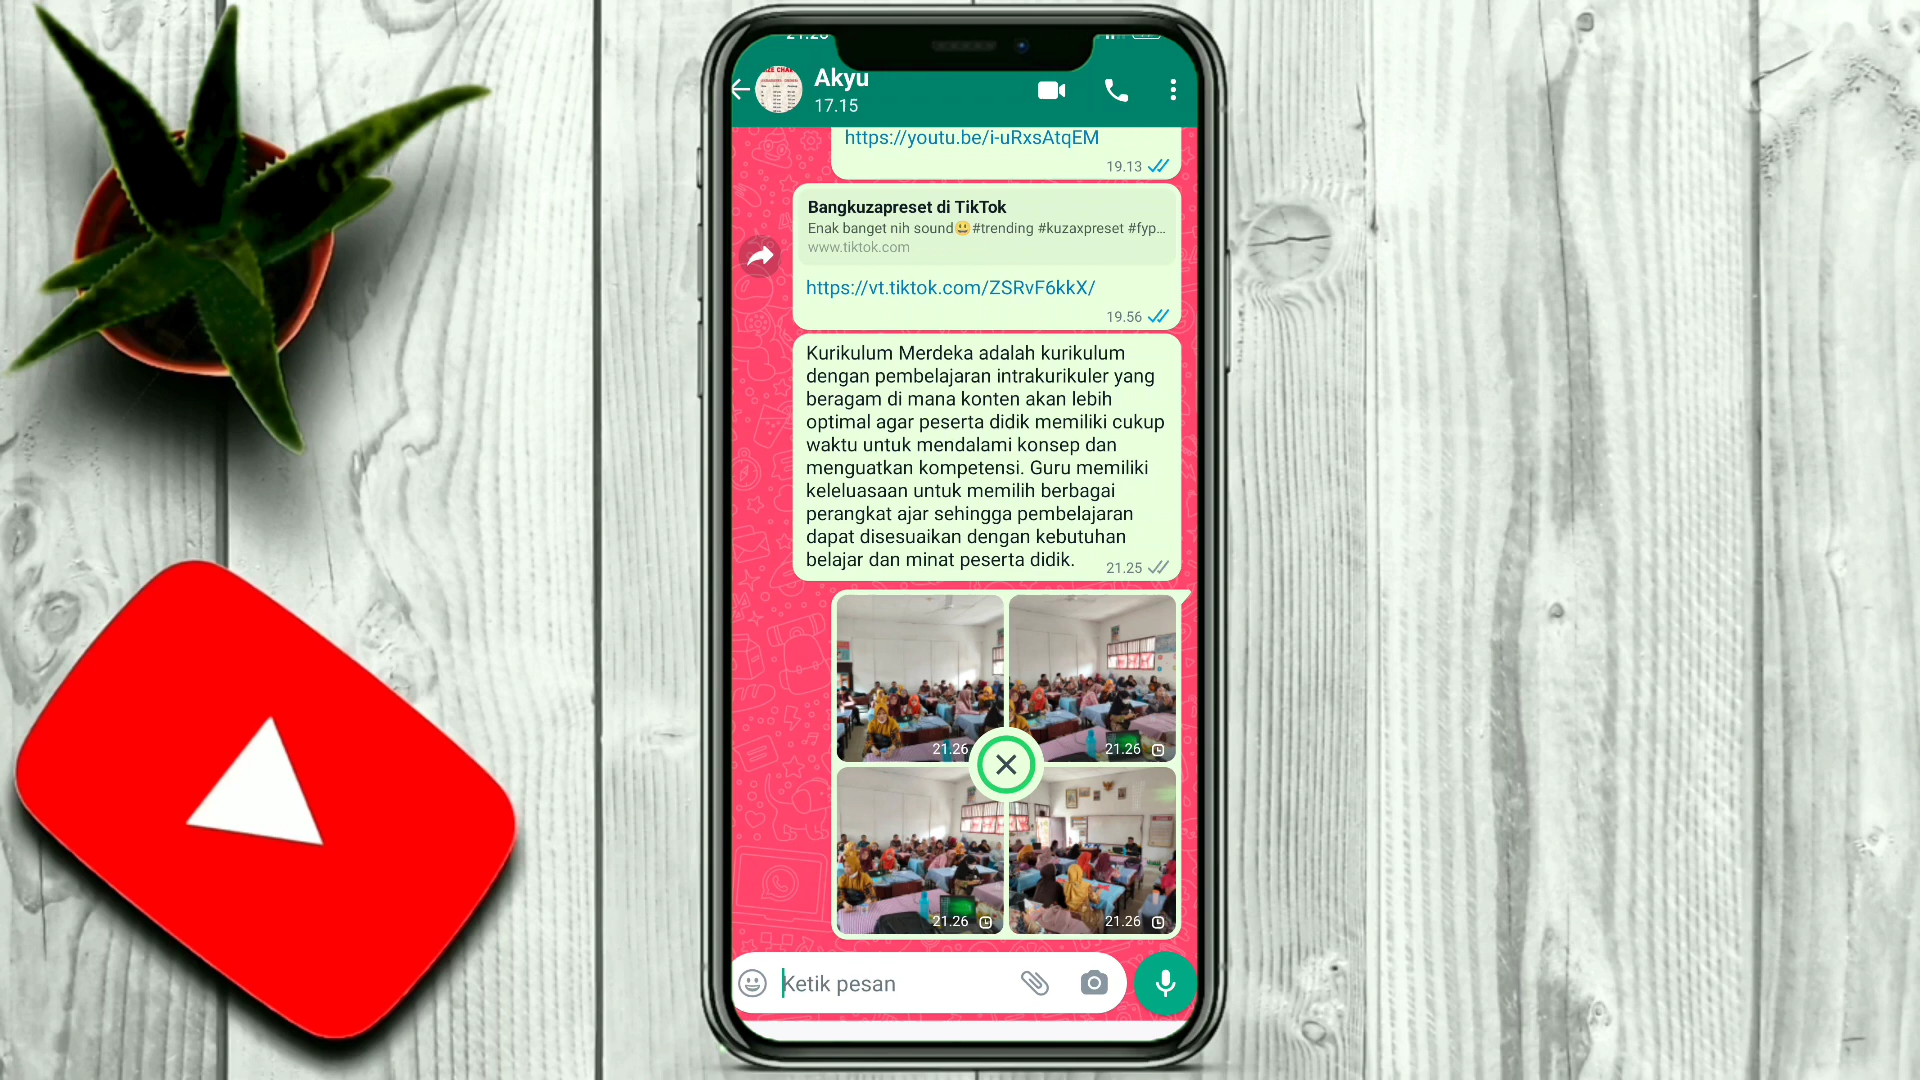 Akyu
17.15
https://youtu.be/i-uRxsAtqEM
19.13
Bangkuzapreset di TikTok
Enak banget nih sound😃#trending #kuzaxpreset #fyp...
www.tiktok.com
https://vt.tiktok.com/ZSRvF6kkX/
19.56
Kurikulum Merdeka adalah kurikulum
dengan pembelajaran intrakurikuler yang
beragam di mana konten akan lebih
optimal agar peserta didik memiliki cukup
waktu untuk mendalami konsep dan
menguatkan kompetensi. Guru memiliki
keleluasaan untuk memilih berbagai
perangkat ajar sehingga pembelajaran
dapat disesuaikan dengan kebutuhan
belajar dan minat peserta didik.
21.25
21.26
21.26
21.26
21.26
Ketik pesan